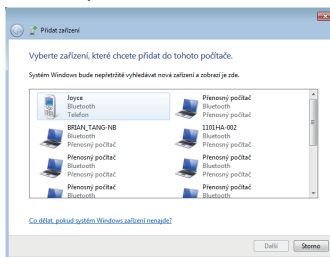 Přidat zařízení
Vyberte zařízení, které chcete přidat do tohoto počítače.
Systém Windows bude nepřetržitě vyhledávat nová zařízení a zobrazí je zde.
Joyce
Bluetooth
Telefon
Přenosný počítač
Bluetooth
Přenosný počítač
BRIAN_TANG-NB
Bluetooth
Přenosný počítač
1101HA-002
Bluetooth
Přenosný počítač
Přenosný počítač
Bluetooth
Přenosný počítač
Přenosný počítač
Bluetooth
Přenosný počítač
Přenosný počítač
Bluetooth
Přenosný počítač
Bluetooth
Co dělat, pokud systém Windows zařízení nenajde?
Další
Storno